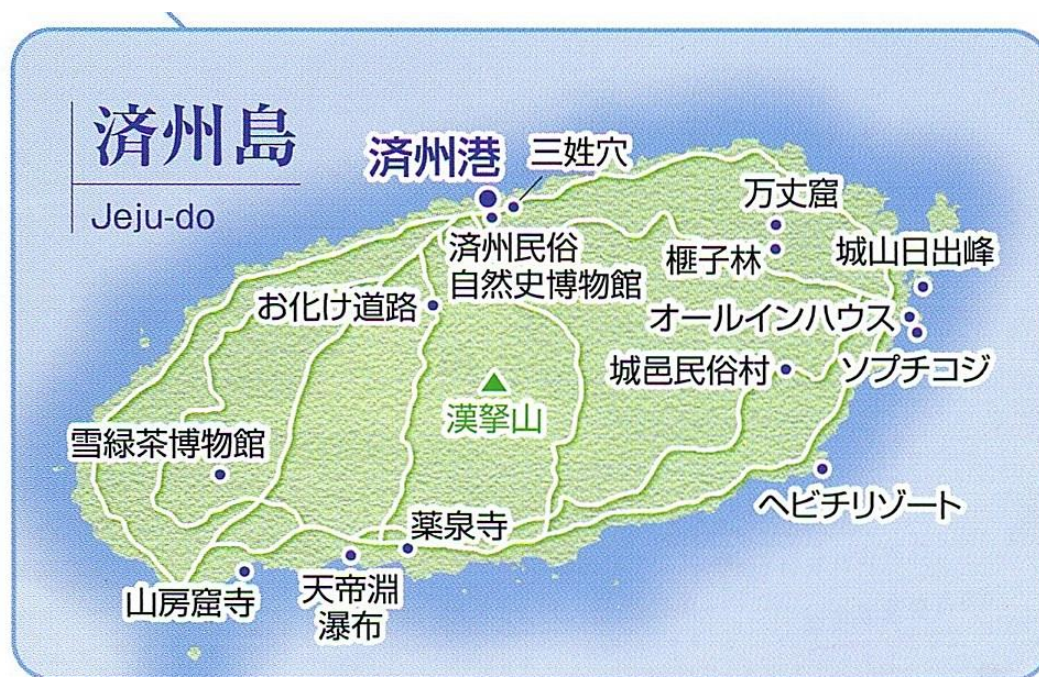 済州島
Jeju-do
済州港
三姓穴
万丈窟
済州民俗
自然史博物館
榧子林
城山日出峰
お化け道路
オールインハウス
城邑民俗村
ソプチコジ
漢拏山
雪緑茶博物館
ヘビチリゾート
薬泉寺
山房窟寺
天帝淵
瀑布